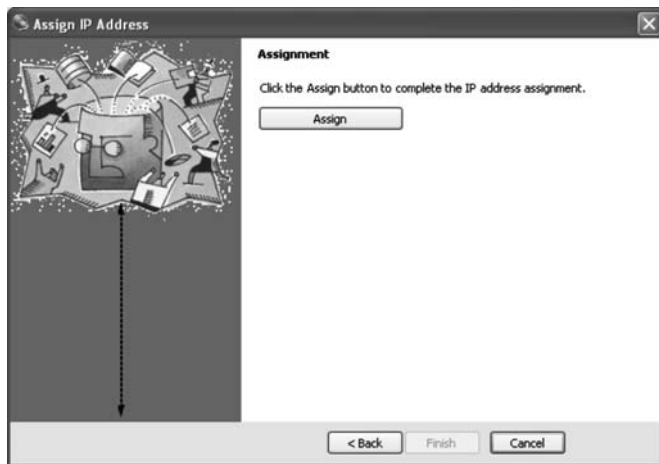 Assign IP Address
Assignment
Click the Assign button to complete the IP address assignment.
Assign
< Back
Finish
Cancel